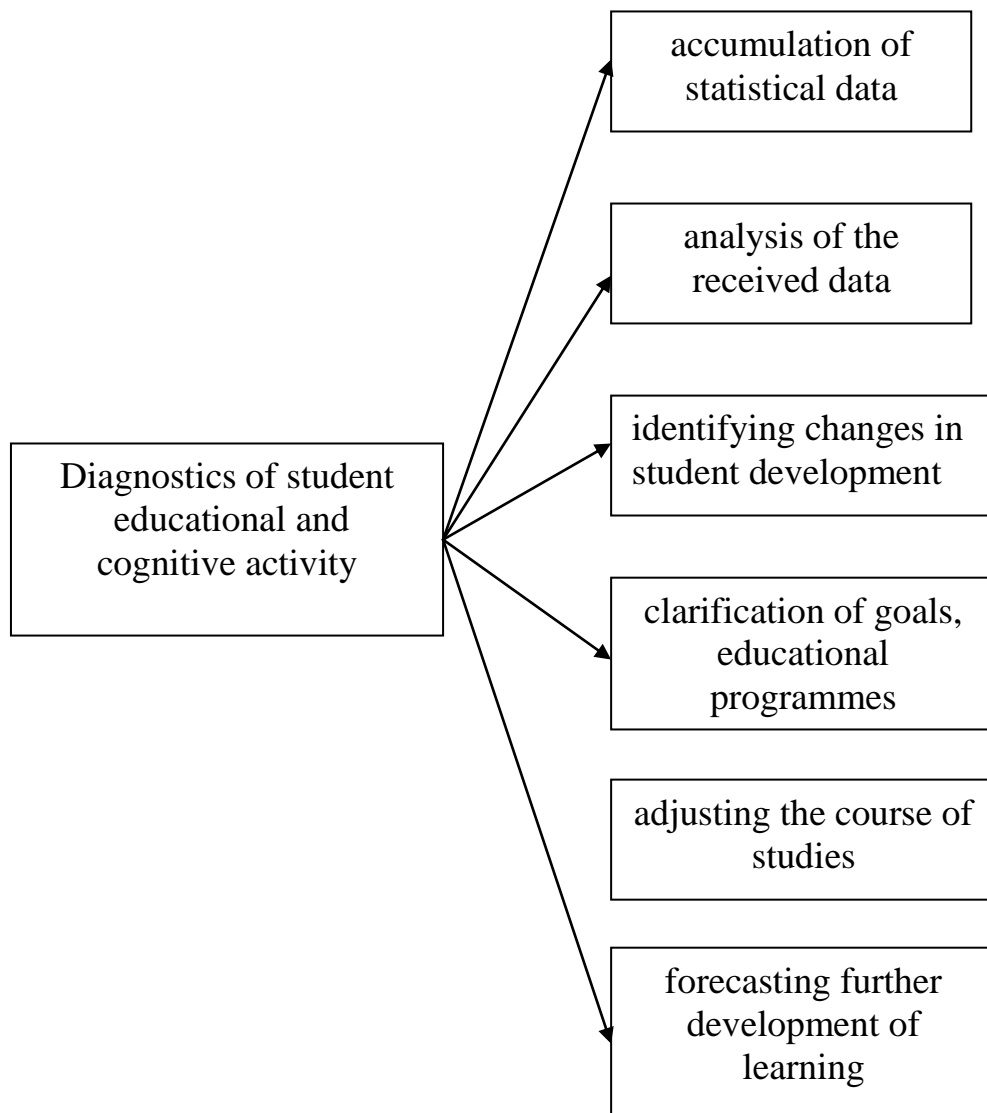 accumulation of
statistical data
analysis of the
received data
identifying changes in
student development
Diagnostics of student
educational and
cognitive activity
clarification of goals,
educational
programmes
adjusting the course of
studies
forecasting further
development of
learning